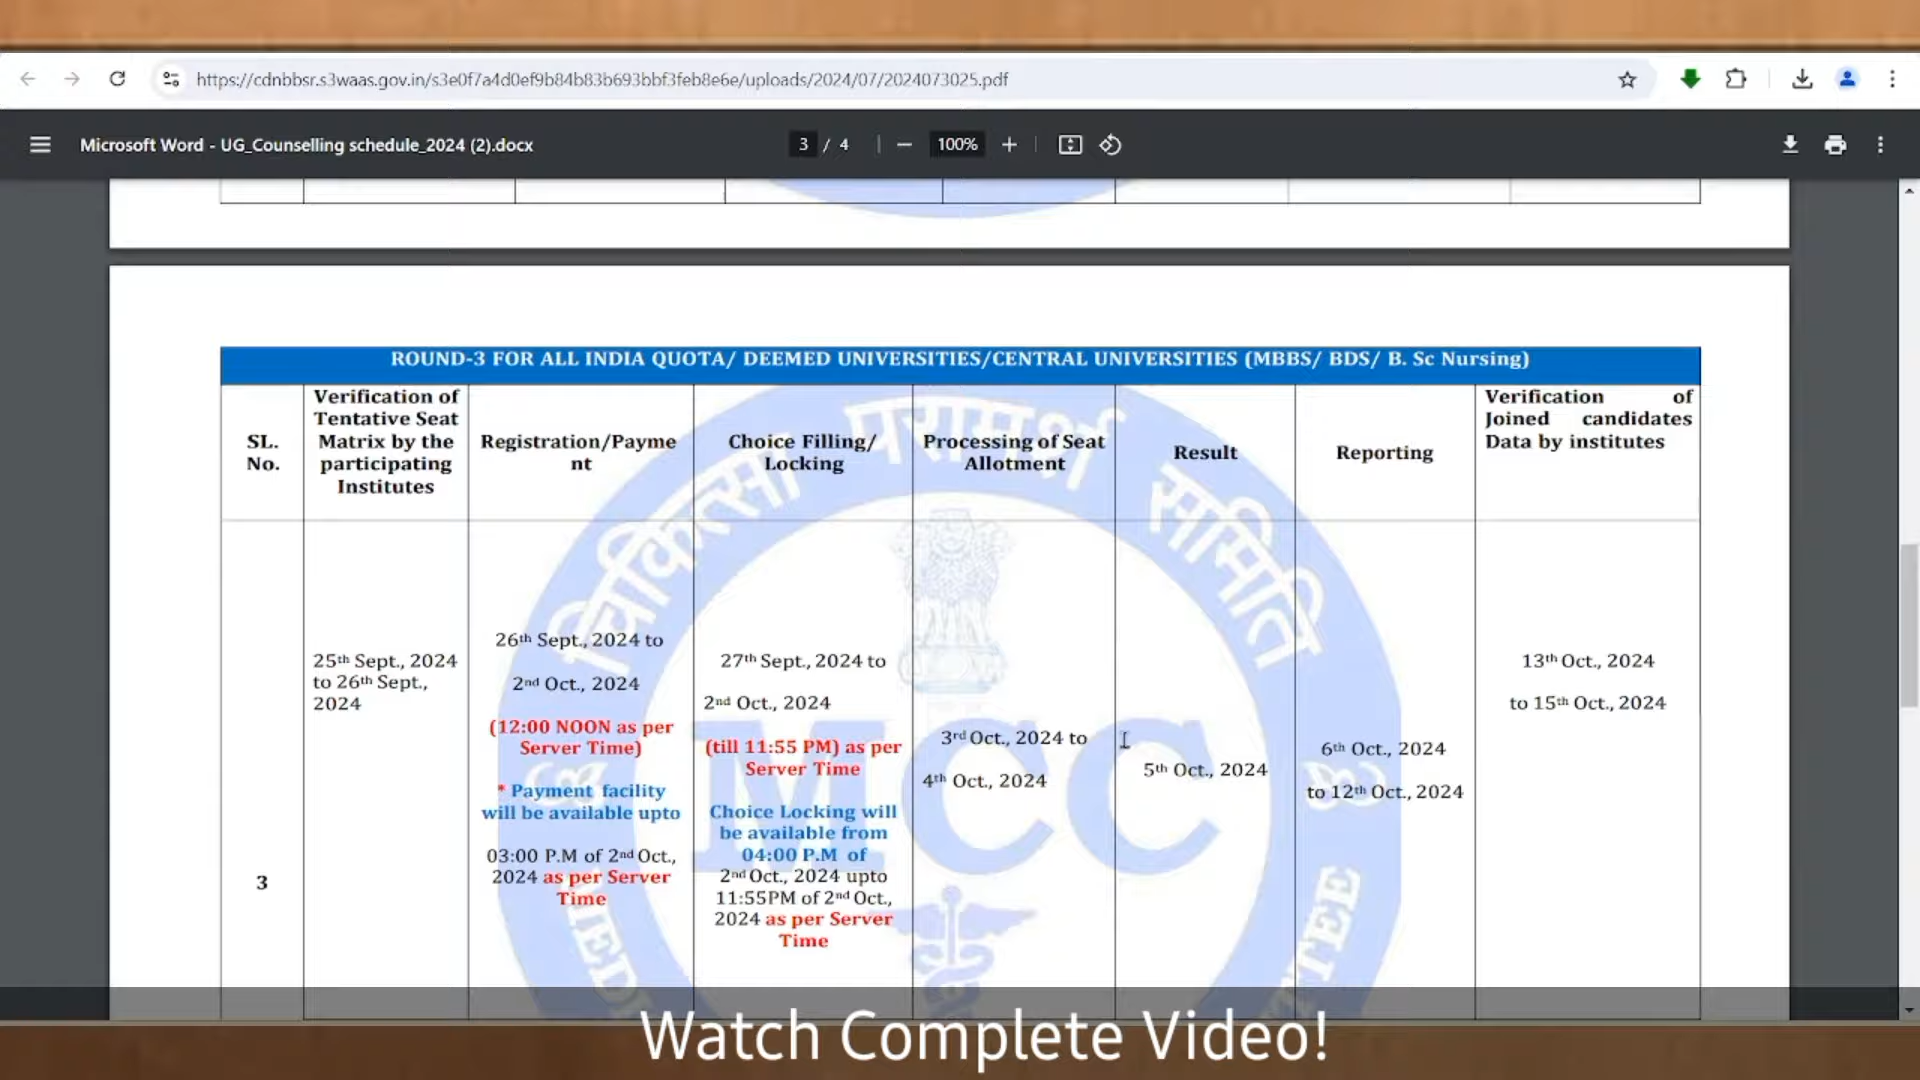 https://cdnbbsr.s3waas.gov.in/s3e0f7a4d0ef9b84b83b693bbf3feb8e6e/uploads/2024/07/2024073025.pdf
Microsoft Word - UG_Counselling schedule_2024 (2).docx
3 / 4
100%
ROUND-3 FOR ALL INDIA QUOTA/ DEEMED UNIVERSITIES/CENTRAL UNIVERSITIES (MBBS/ BDS/ B. Sc Nursing)
SL.
No.
Verification of
Tentative Seat
Matrix by the
participating
Institutes
Registration/Payme
nt
Choice Filling/
Locking
Processing of Seat
Allotment
Result
Reporting
Verification of
Joined candidates
Data by institutes
3
25th Sept., 2024
to 26th Sept.,
2024
26th Sept., 2024 to
2nd Oct., 2024
(12:00 NOON as per
Server Time)
* Payment facility
will be available upto
03:00 P.M of 2nd Oct.,
2024 as per Server
Time
27th Sept., 2024 to
2nd Oct., 2024
(till 11:55 PM) as per
Server Time
Choice Locking will
be available from
04:00 P.M of
2nd Oct., 2024 upto
11:55PM of 2nd Oct.,
2024 as per Server
Time
3rd Oct., 2024 to
4th Oct., 2024
5th Oct., 2024
6th Oct., 2024
to 12th Oct., 2024
13th Oct., 2024
to 15th Oct., 2024
चिकित्सा परामर्श समिति
MCC
Watch Complete Video!